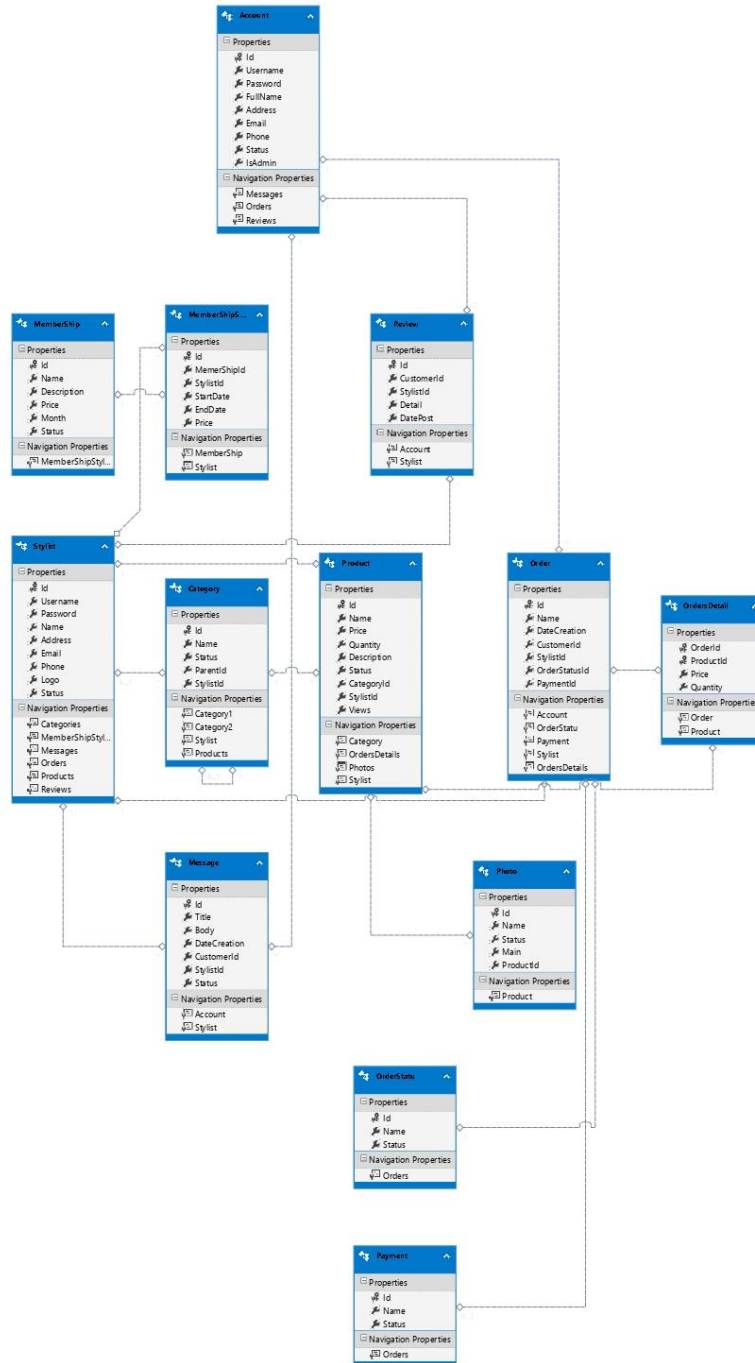 Account
Properties
Id
Username
Password
FullName
Address
Email
Phone
Status
IsAdmin
Navigation Properties
Messages
Orders
Reviews
MemberShip
Properties
Id
Name
Description
Price
Month
Status
Navigation Properties
MemberShipStyl...
MemberShipS...
Properties
Id
MemerShipId
StylistId
StartDate
EndDate
Price
Navigation Properties
MemberShip
Stylist
Review
Properties
Id
CustomerId
StylistId
Detail
DatePost
Navigation Properties
Account
Stylist
Stylist
Properties
Id
Username
Password
Name
Address
Email
Phone
Logo
Status
Navigation Properties
Categories
MemberShipStyl...
Messages
Orders
Products
Reviews
Category
Properties
Id
Name
Status
ParentId
StylistId
Navigation Properties
Category1
Category2
Stylist
Products
Product
Properties
Id
Name
Price
Quantity
Description
Status
CategoryId
StylistId
Views
Navigation Properties
Category
OrdersDetails
Photos
Stylist
Order
Properties
Id
Name
DateCreation
CustomerId
StylistId
OrderStatusId
PaymentId
Navigation Properties
Account
OrderStatu
Payment
Stylist
OrdersDetails
OrdersDetail
Properties
OrderId
ProductId
Price
Quantity
Navigation Propertie
Order
Product
Message
Properties
Id
Title
Body
DateCreation
CustomerId
StylistId
Status
Navigation Properties
Account
Stylist
Photo
Properties
Id
Name
Status
Main
ProductId
Navigation Properties
Product
OrderStatu
Properties
Id
Name
Status
Navigation Properties
Orders
Payment
Properties
Id
Name
Status
Navigation Properties
Orders